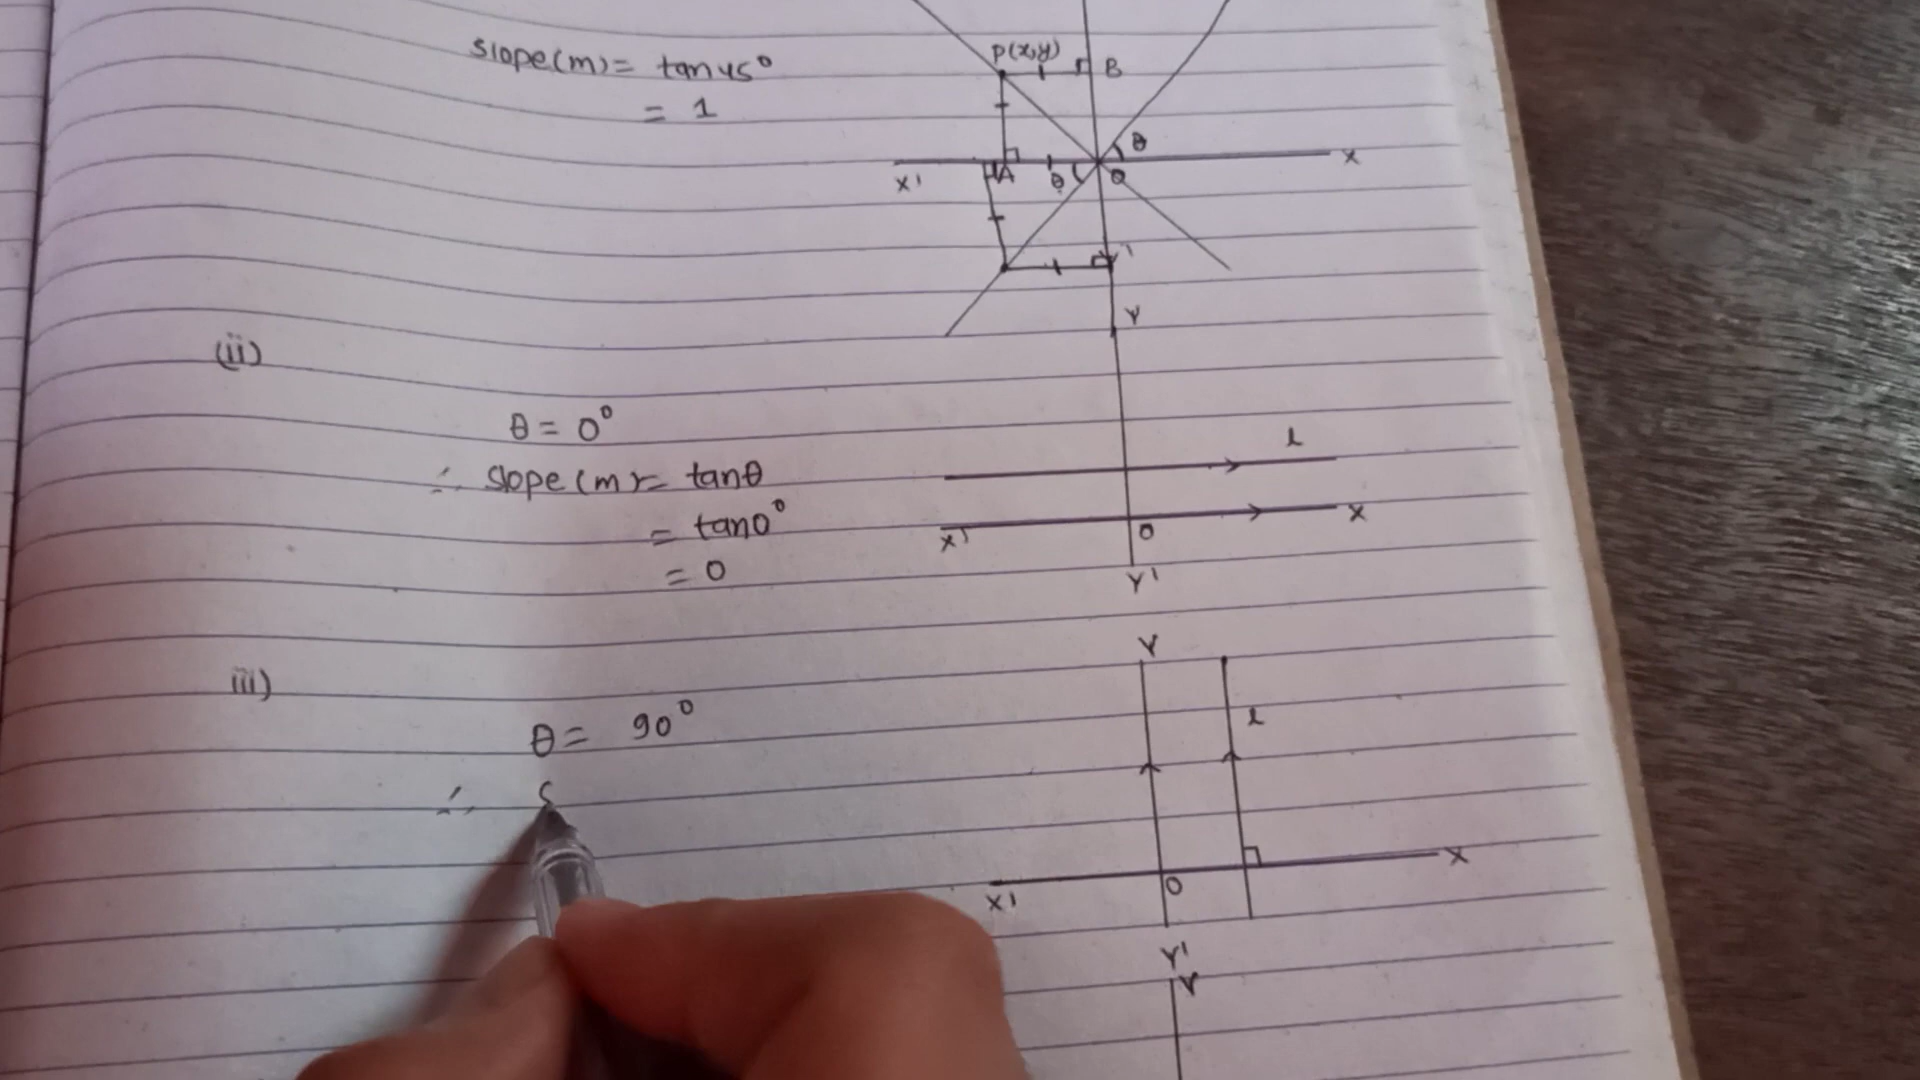 slope(m) = tan45°
= 1
P(x,y)
B
θ
X
X'
A
θ
O
Y'
Y
(ii)
θ = 0°
∴ slope(m) = tanθ
= tan0°
= 0
l
X'
O
X
Y'
iii)
θ = 90°
∴ S
Y
l
X'
O
X
Y'
Y